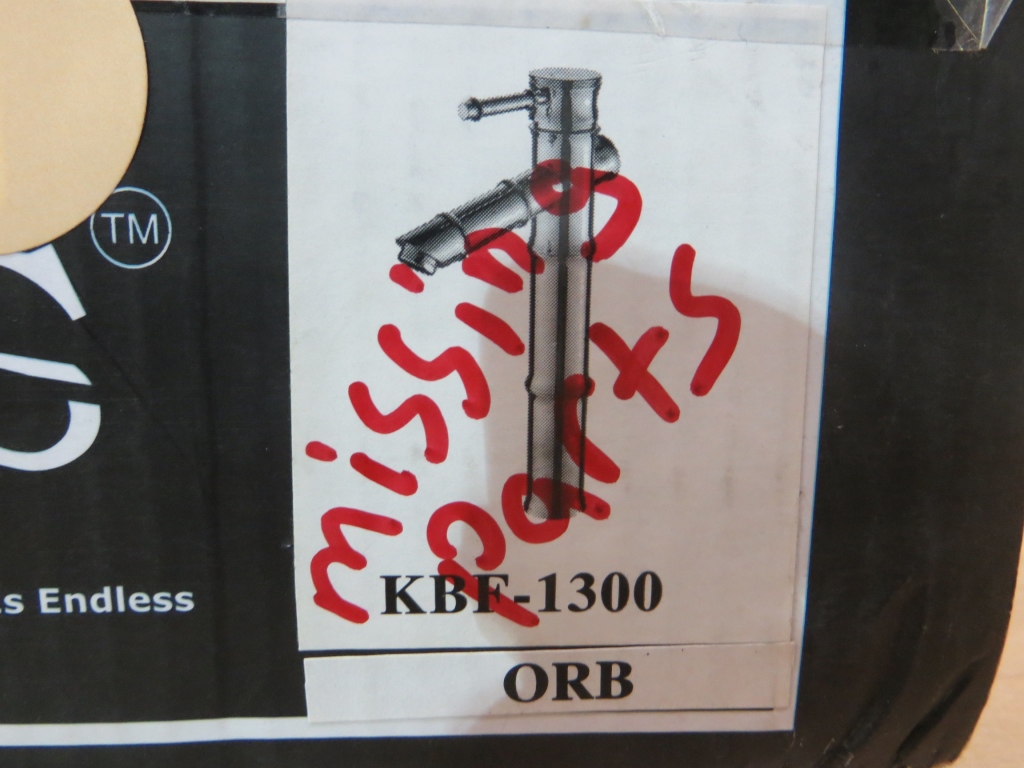 TM
missing
parts
s Endless
KBF-1300
ORB